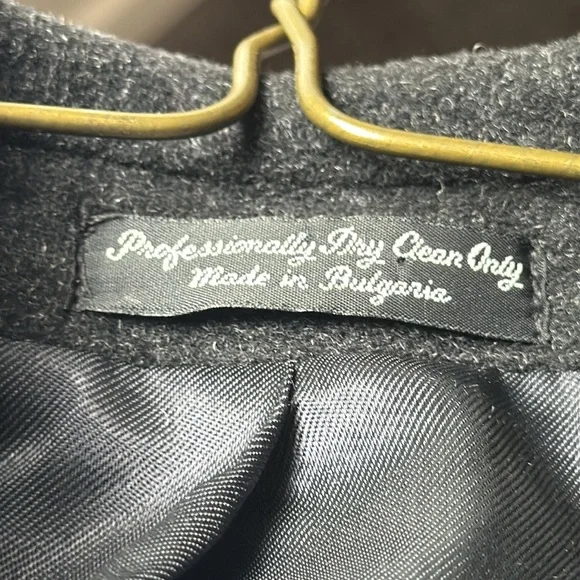 Professionally Dry Clean Only
Made in Bulgaria